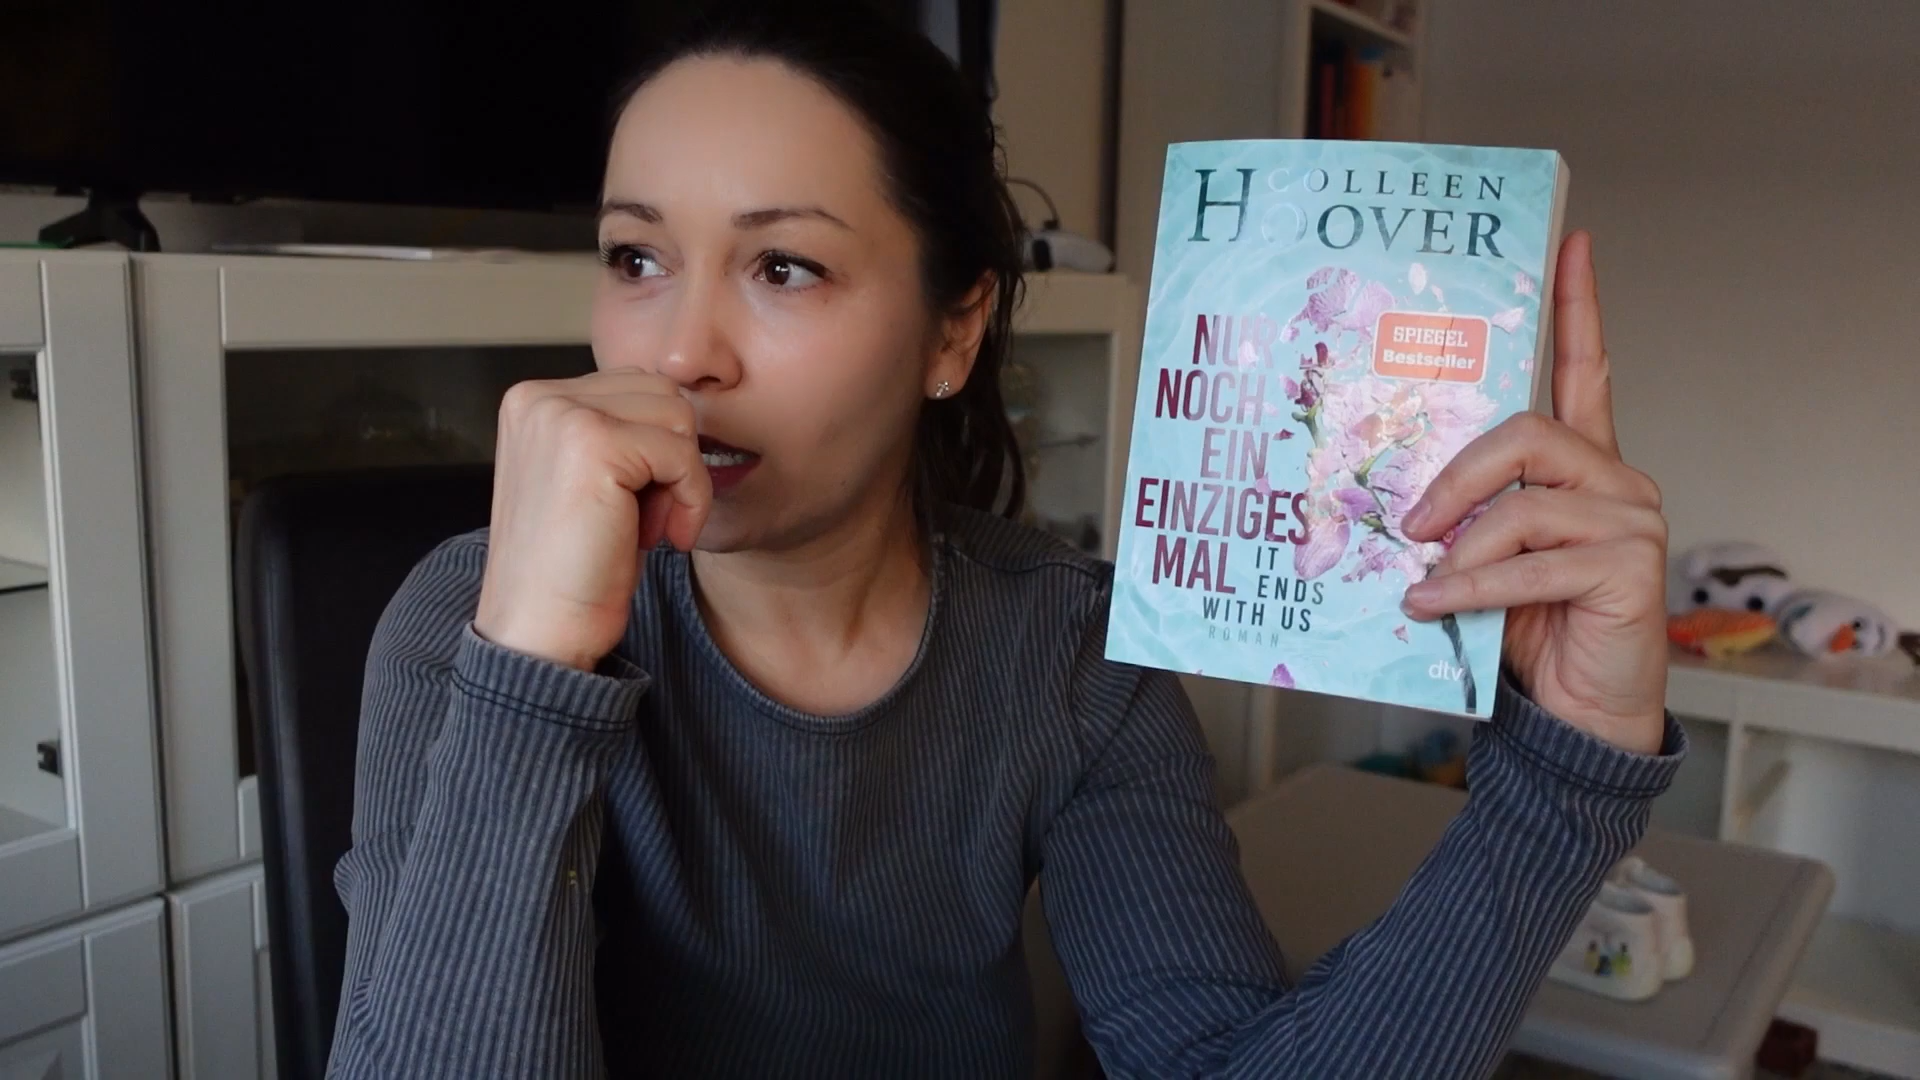 COLLEEN
HOOVER
SPIEGEL
Bestseller
NUR
NOCH
EIN
EINZIGES
MAL
IT
ENDS
WITH US
ROMAN
dtv